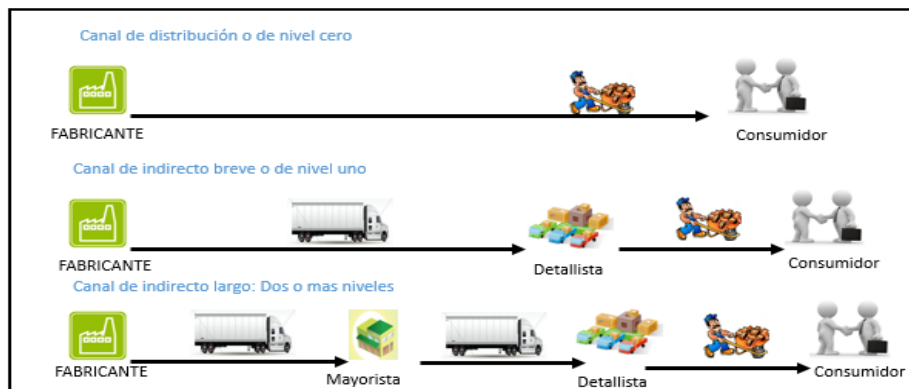 Canal de distribución o de nivel cero
FABRICANTE
Consumidor
Canal de indirecto breve o de nivel uno
FABRICANTE
Detallista
Consumidor
Canal de indirecto largo: Dos o mas niveles
FABRICANTE
Mayorista
Detallista
Consumidor